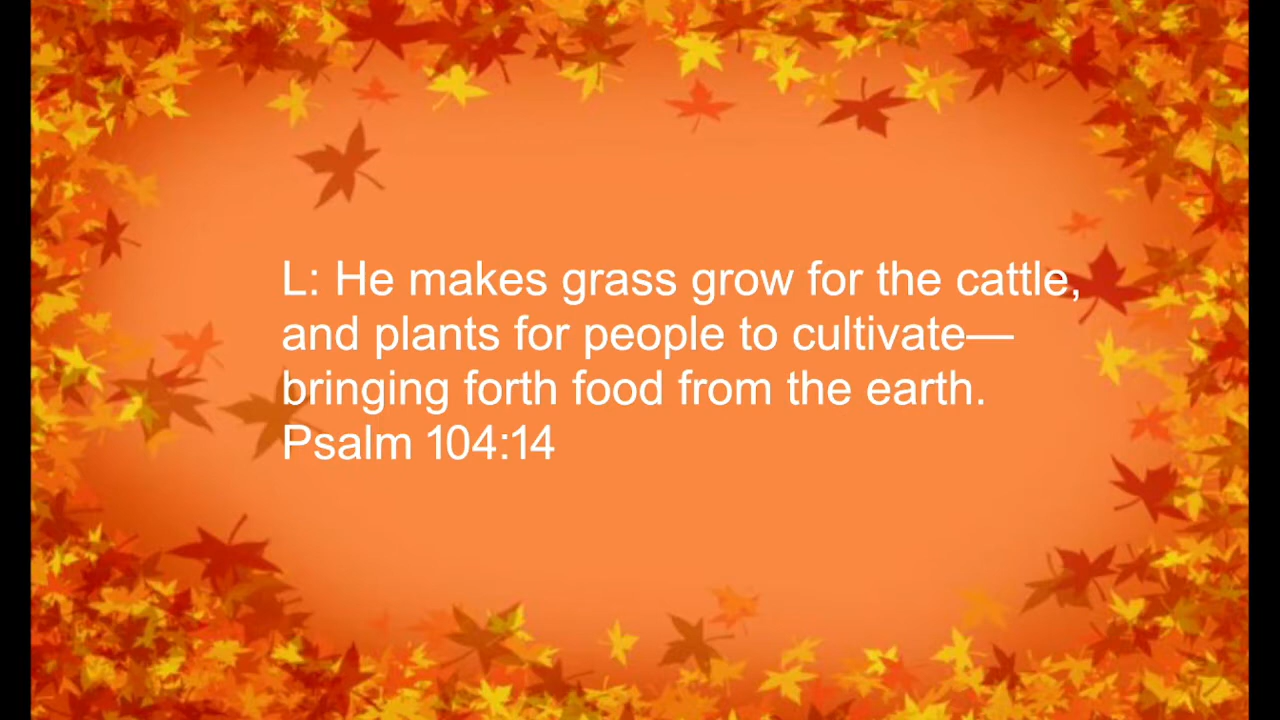 L: He makes grass grow for the cattle,
and plants for people to cultivate—
bringing forth food from the earth.
Psalm 104:14